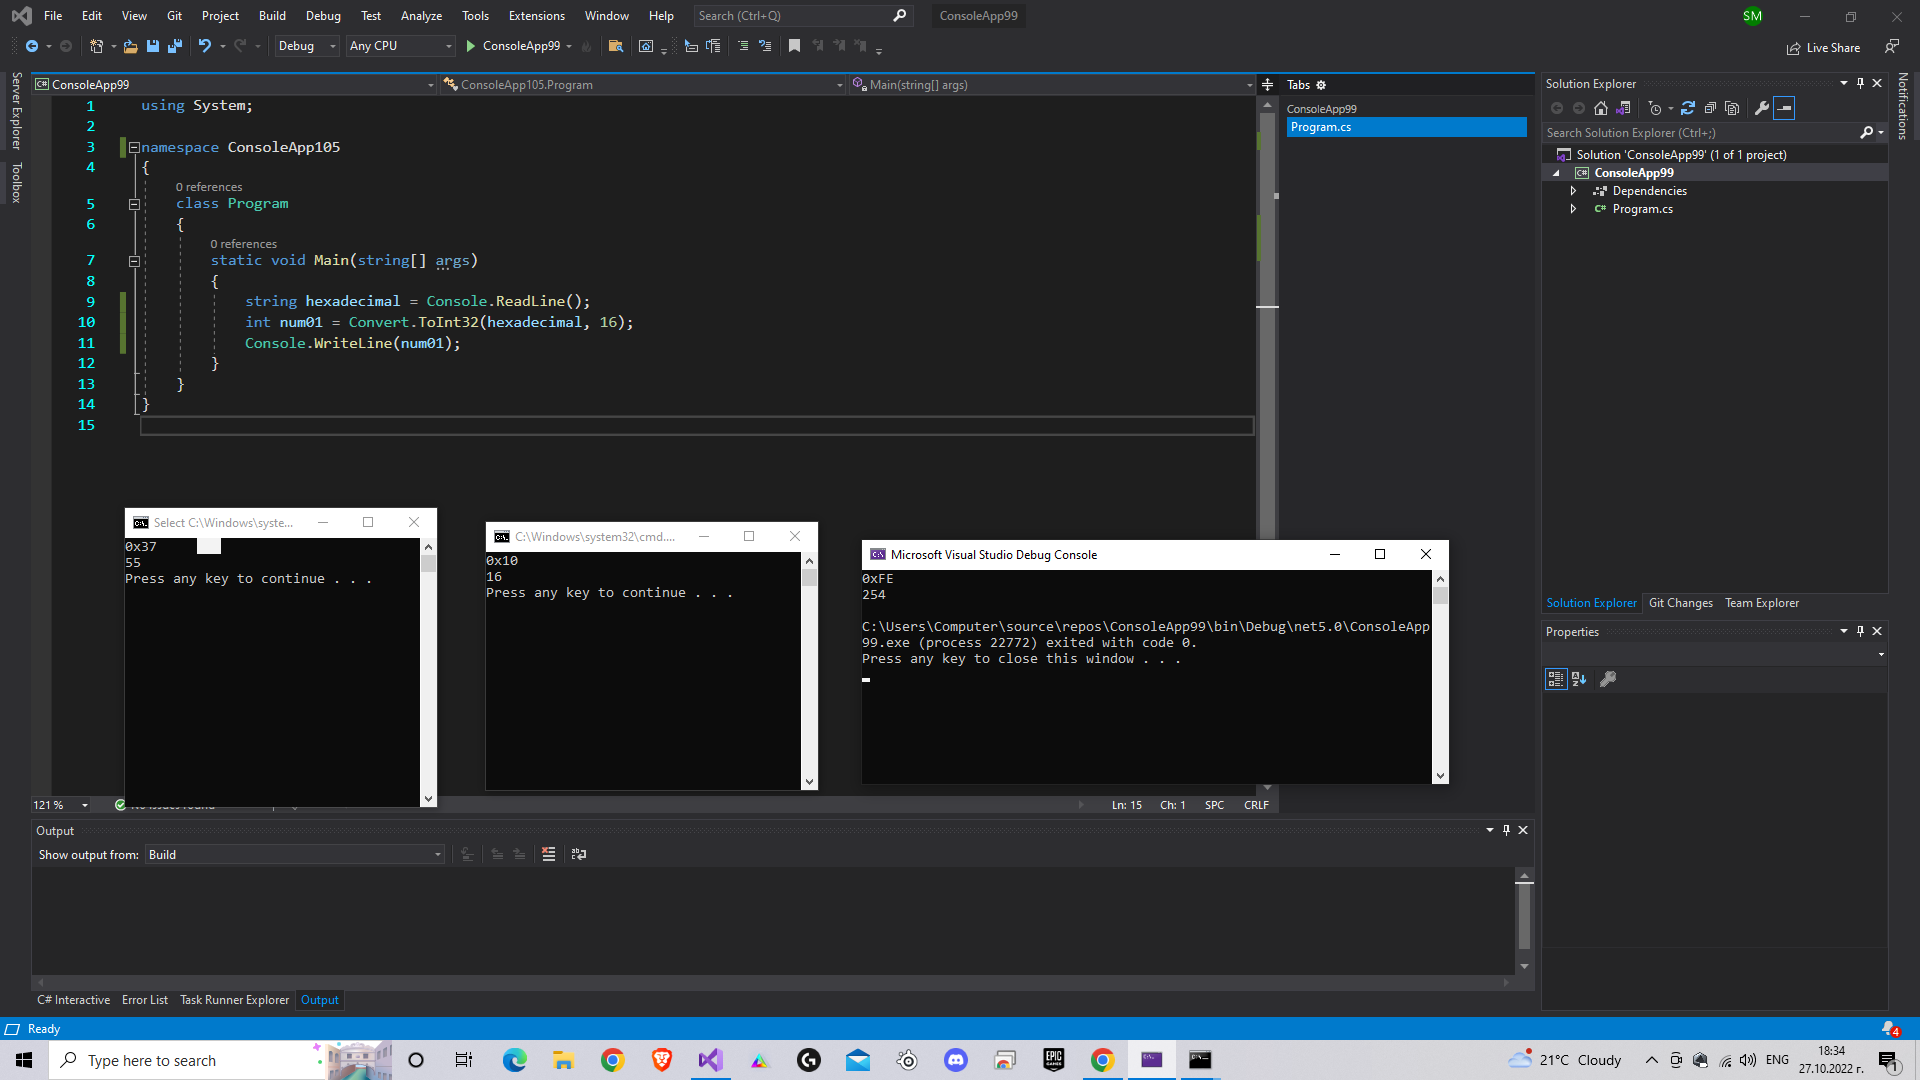 File Edit View Git Project Build Debug Test Analyze Tools Extensions Window Help Search (Ctrl+Q) ConsoleApp99 SM
Debug Any CPU ConsoleApp99 Live Share
Server Explorer
Toolbox
ConsoleApp99 ConsoleApp105.Program Main(string[] args)
1 using System;
2
3 namespace ConsoleApp105
4 {
0 references
5 class Program
6 {
0 references
7 static void Main(string[] args)
8 {
9 string hexadecimal = Console.ReadLine();
10 int num01 = Convert.ToInt32(hexadecimal, 16);
11 Console.WriteLine(num01);
12 }
13 }
14 }
15
Tabs
ConsoleApp99
Program.cs
Solution Explorer
Search Solution Explorer (Ctrl+;)
Solution 'ConsoleApp99' (1 of 1 project)
ConsoleApp99
Dependencies
C# Program.cs
Notifications
Solution Explorer Git Changes Team Explorer
Properties
Select C:\Windows\syste...
0x37
55
Press any key to continue . . .
C:\Windows\system32\cmd....
0x10
16
Press any key to continue . . .
Microsoft Visual Studio Debug Console
0xFE
254
C:\Users\Computer\source\repos\ConsoleApp99\bin\Debug\net5.0\ConsoleApp
99.exe (process 22772) exited with code 0.
Press any key to close this window . . .
121 % Ln: 15 Ch: 1 SPC CRLF
Output
Show output from: Build
C# Interactive Error List Task Runner Explorer Output
Ready 4
Type here to search EPIC GAMES 21°C Cloudy ENG 18:34
27.10.2022 г. 1